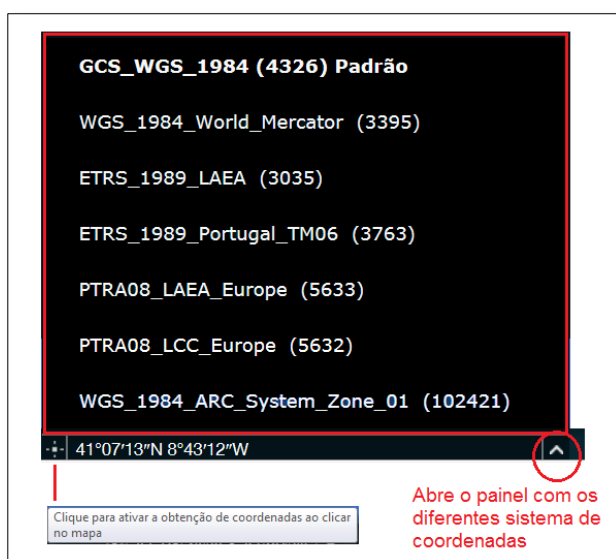 GCS_WGS_1984 (4326) Padrão
WGS_1984_World_Mercator (3395)
ETRS_1989_LAEA (3035)
ETRS_1989_Portugal_TM06 (3763)
PTRA08_LAEA_Europe (5633)
PTRA08_LCC_Europe (5632)
WGS_1984_ARC_System_Zone_01 (102421)
41°07'13"N 8°43'12"W
Clique para ativar a obtenção de coordenadas ao clicar
no mapa
Abre o painel com os
diferentes sistema de
coordenadas